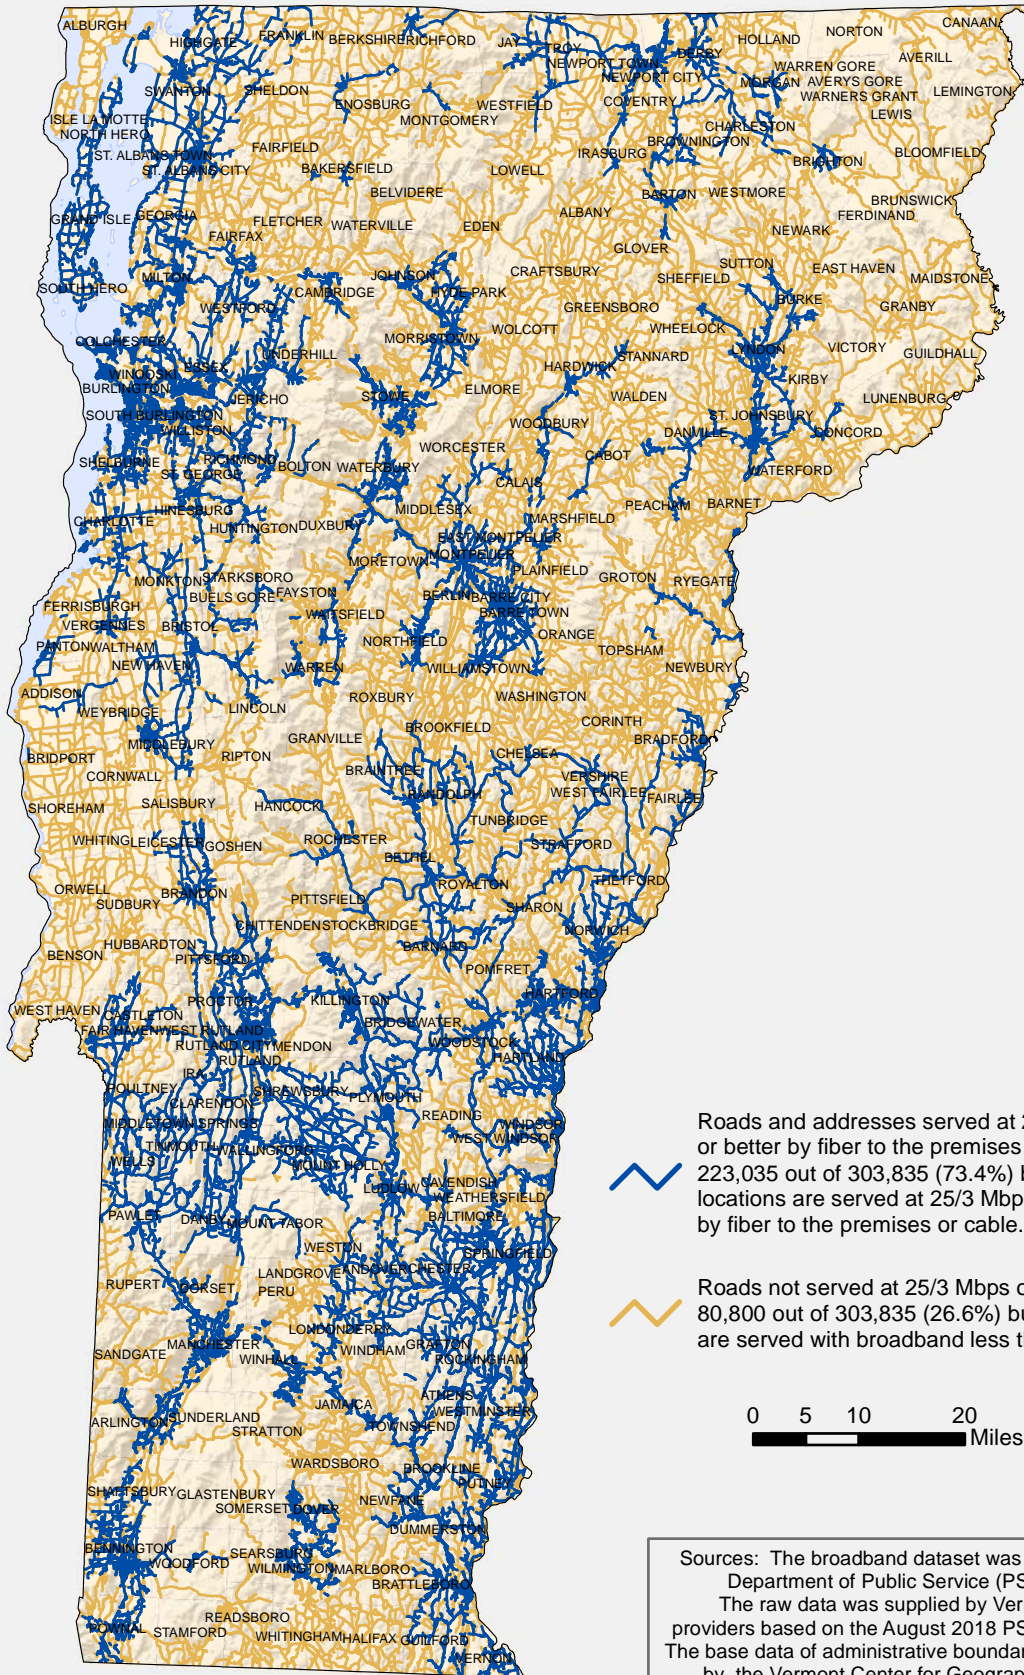 ALBURGH
HIGHGATE
FRANKLIN
BERKSHIRE
RICHFORD
JAY
TROY
NEWPORT TOWN
NEWPORT CITY
DERBY
HOLLAND
NORTON
CANAAN
AVERILL
WARREN GORE
MORGAN
AVERYS GORE
WARNERS GRANT
LEMINGTON
LEWIS
SWANTON
SHELDON
ENOSBURG
MONTGOMERY
WESTFIELD
COVENTRY
CHARLESTON
BROWNINGTON
ISLE LA MOTTE
NORTH HERO
ST. ALBANS TOWN
ST. ALBANS CITY
FAIRFIELD
BAKERSFIELD
BELVIDERE
LOWELL
IRASBURG
BRIGHTON
BLOOMFIELD
BARTON
WESTMORE
BRUNSWICK
FERDINAND
GRAND ISLE
GEORGIA
FLETCHER
WATERVILLE
EDEN
ALBANY
NEWARK
FAIRFAX
GLOVER
SUTTON
EAST HAVEN
MAIDSTONE
SOUTH HERO
MILTON
CAMBRIDGE
JOHNSON
HYDE PARK
CRAFTSBURY
SHEFFIELD
WESTFORD
GREENSBORO
BURKE
GRANBY
COLCHESTER
MORRISTOWN
WOLCOTT
WHEELOCK
UNDERHILL
STANNARD
LYNDON
VICTORY
GUILDHALL
WINOOSKI
ESSEX
HARDWICK
KIRBY
BURLINGTON
JERICHO
STOWE
ELMORE
WALDEN
LUNENBURG
SOUTH BURLINGTON
WILLISTON
WOODBURY
ST. JOHNSBURY
DANVILLE
CONCORD
WORCESTER
CABOT
SHELBURNE
RICHMOND
BOLTON
WATERBURY
ST. GEORGE
CALAIS
WATERFORD
HINESBURG
MIDDLESEX
PEACHAM
BARNET
CHARLOTTE
HUNTINGTON
DUXBURY
MARSHFIELD
EAST MONTPELIER
MONTPELIER
MORETOWN
PLAINFIELD
GROTON
RYEGATE
MONKTON
STARKSBORO
BUELS GORE
FAYSTON
BERLIN
BARRE CITY
BARRE TOWN
FERRISBURGH
VERGENNES
BRISTOL
WAITSFIELD
NORTHFIELD
ORANGE
PANTON
WALTHAM
TOPSHAM
NEW HAVEN
WARREN
WILLIAMSTOWN
NEWBURY
ADDISON
WEYBRIDGE
LINCOLN
ROXBURY
WASHINGTON
BROOKFIELD
CORINTH
MIDDLEBURY
GRANVILLE
BRADFORD
BRIDPORT
RIPTON
CHELSEA
CORNWALL
BRAINTREE
VERSHIRE
WEST FAIRLEE
FAIRLEE
SHOREHAM
SALISBURY
HANCOCK
RANDOLPH
TUNBRIDGE
WHITING
LEICESTER
GOSHEN
ROCHESTER
STRAFFORD
BETHEL
ORWELL
BRANDON
ROYALTON
THETFORD
SUDBURY
PITTSFIELD
SHARON
CHITTENDEN
STOCKBRIDGE
NORWICH
HUBBARDTON
BARNARD
BENSON
PITTSFORD
POMFRET
HARTFORD
WEST HAVEN
PROCTOR
KILLINGTON
CASTLETON
BRIDGEWATER
FAIR HAVEN
WEST RUTLAND
RUTLAND CITY
MENDON
WOODSTOCK
RUTLAND
HARTLAND
IRA
POULTNEY
SHREWSBURY
PLYMOUTH
CLARENDON
READING
MIDDLETOWN SPRINGS
WINDSOR
WEST WINDSOR
TINMOUTH
WALLINGFORD
WELLS
MOUNT HOLLY
LUDLOW
CAVENDISH
WEATHERSFIELD
PAWLET
DANBY
MOUNT TABOR
BALTIMORE
WESTON
SPRINGFIELD
LANDGROVE
ANDOVER
CHESTER
RUPERT
DORSET
PERU
LONDONDERRY
MANCHESTER
WINDHAM
GRAFTON
SANDGATE
WINHALL
ROCKINGHAM
ATHENS
JAMAICA
WESTMINSTER
ARLINGTON
SUNDERLAND
TOWNSHEND
STRATTON
WARDSBORO
BROOKLINE
PUTNEY
SHAFTSBURY
GLASTENBURY
NEWFANE
SOMERSET
DOVER
DUMMERSTON
BENNINGTON
SEARSBURG
WOODFORD
WILMINGTON
MARLBORO
BRATTLEBORO
READSBORO
POWNAL
STAMFORD
WHITINGHAM
HALIFAX
GUILFORD
VERNON
Roads and addresses served at 2
or better by fiber to the premises
223,035 out of 303,835 (73.4%) b
locations are served at 25/3 Mbp
by fiber to the premises or cable.
Roads not served at 25/3 Mbps o
80,800 out of 303,835 (26.6%) bu
are served with broadband less t
0 5 10 20
Miles
Sources: The broadband dataset was
Department of Public Service (PS
The raw data was supplied by Ver
providers based on the August 2018 PS
The base data of administrative boundar
by the Vermont Center for Geogra